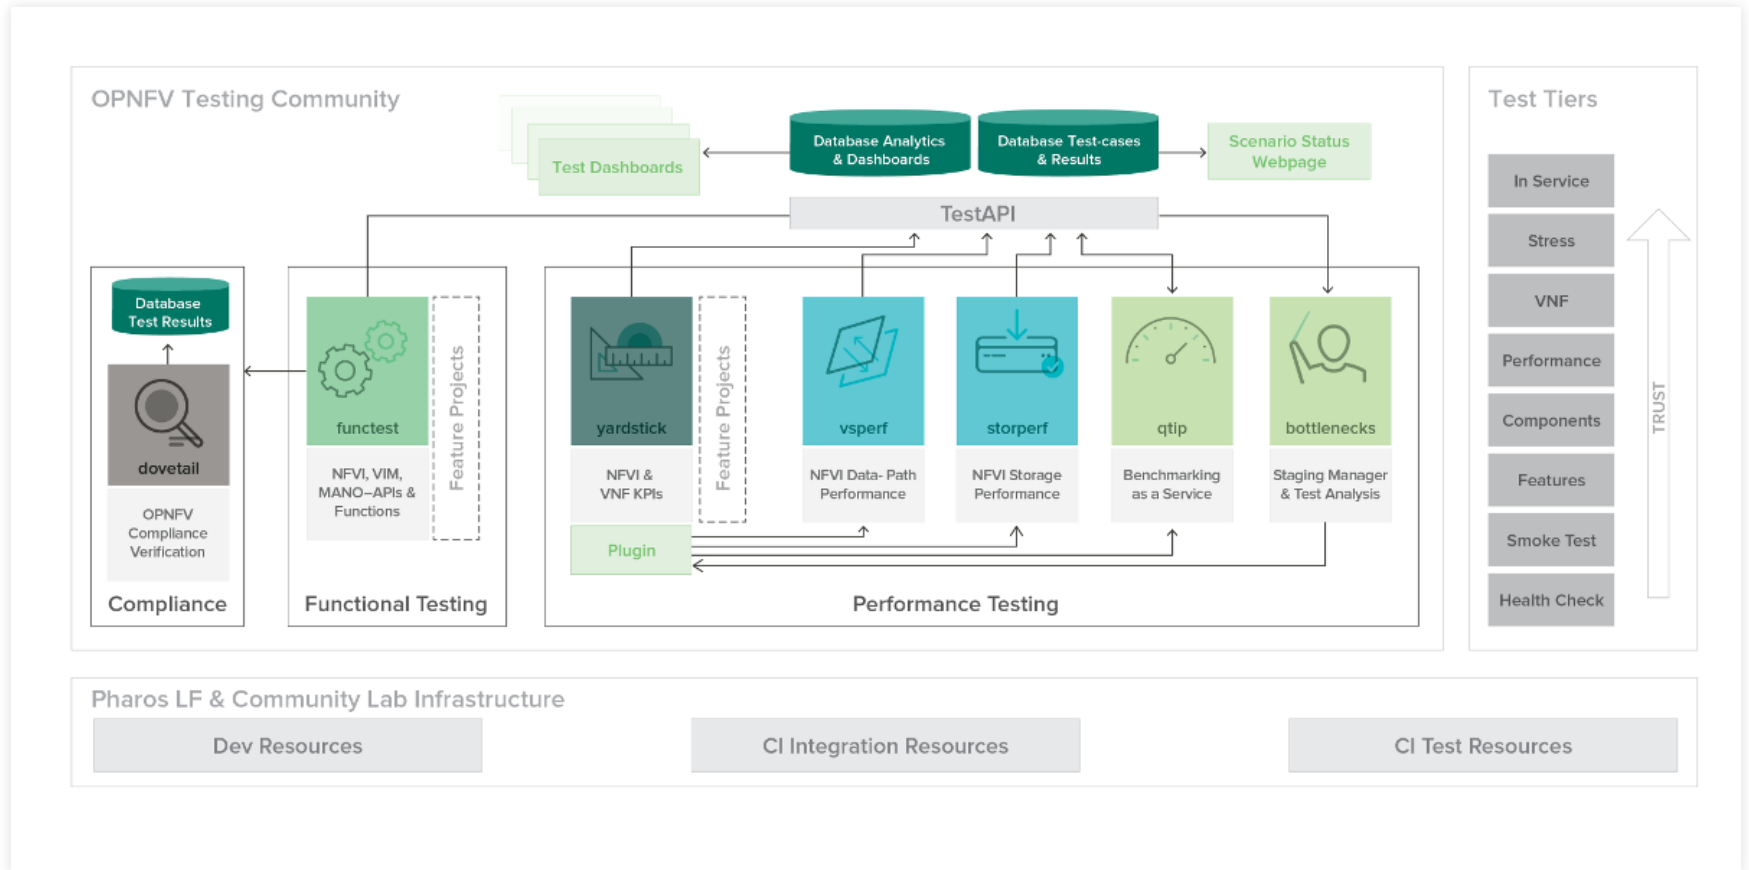 OPNFV Testing Community
Test Dashboards
Database Analytics
& Dashboards
Database Test-cases
& Results
Scenario Status
Webpage
TestAPI
Database
Test Results
dovetail
OPNFV
Compliance
Verification
Compliance
functest
NFVI, VIM,
MANO–APIs &
Functions
Feature Projects
Functional Testing
yardstick
NFVI &
VNF KPIs
Plugin
Feature Projects
vsperf
NFVI Data- Path
Performance
storperf
NFVI Storage
Performance
qtip
Benchmarking
as a Service
bottlenecks
Staging Manager
& Test Analysis
Performance Testing
Test Tiers
In Service
Stress
VNF
Performance
Components
Features
Smoke Test
Health Check
TRUST
Pharos LF & Community Lab Infrastructure
Dev Resources
CI Integration Resources
CI Test Resources